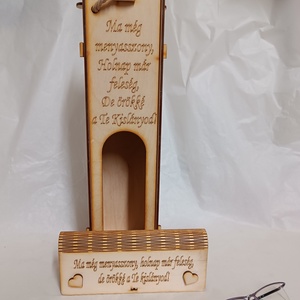 Ma még
menyasszony,
Holnap már
feleség,
De örökké
a Te Kislányod!
Ma még menyasszony, holnap már feleség,
de örökké a Te kislányod!